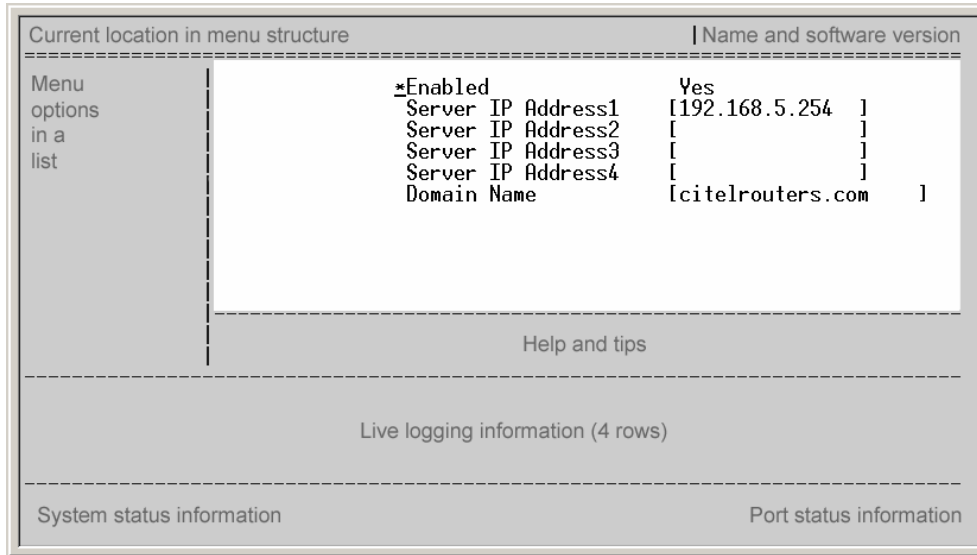 Current location in menu structure | Name and software version
Menu
options
in a
list
*Enabled Yes
Server IP Address1 [192.168.5.254 ]
Server IP Address2 [ ]
Server IP Address3 [ ]
Server IP Address4 [ ]
Domain Name [citelrouters.com ]
Help and tips
Live logging information (4 rows)
System status information Port status information